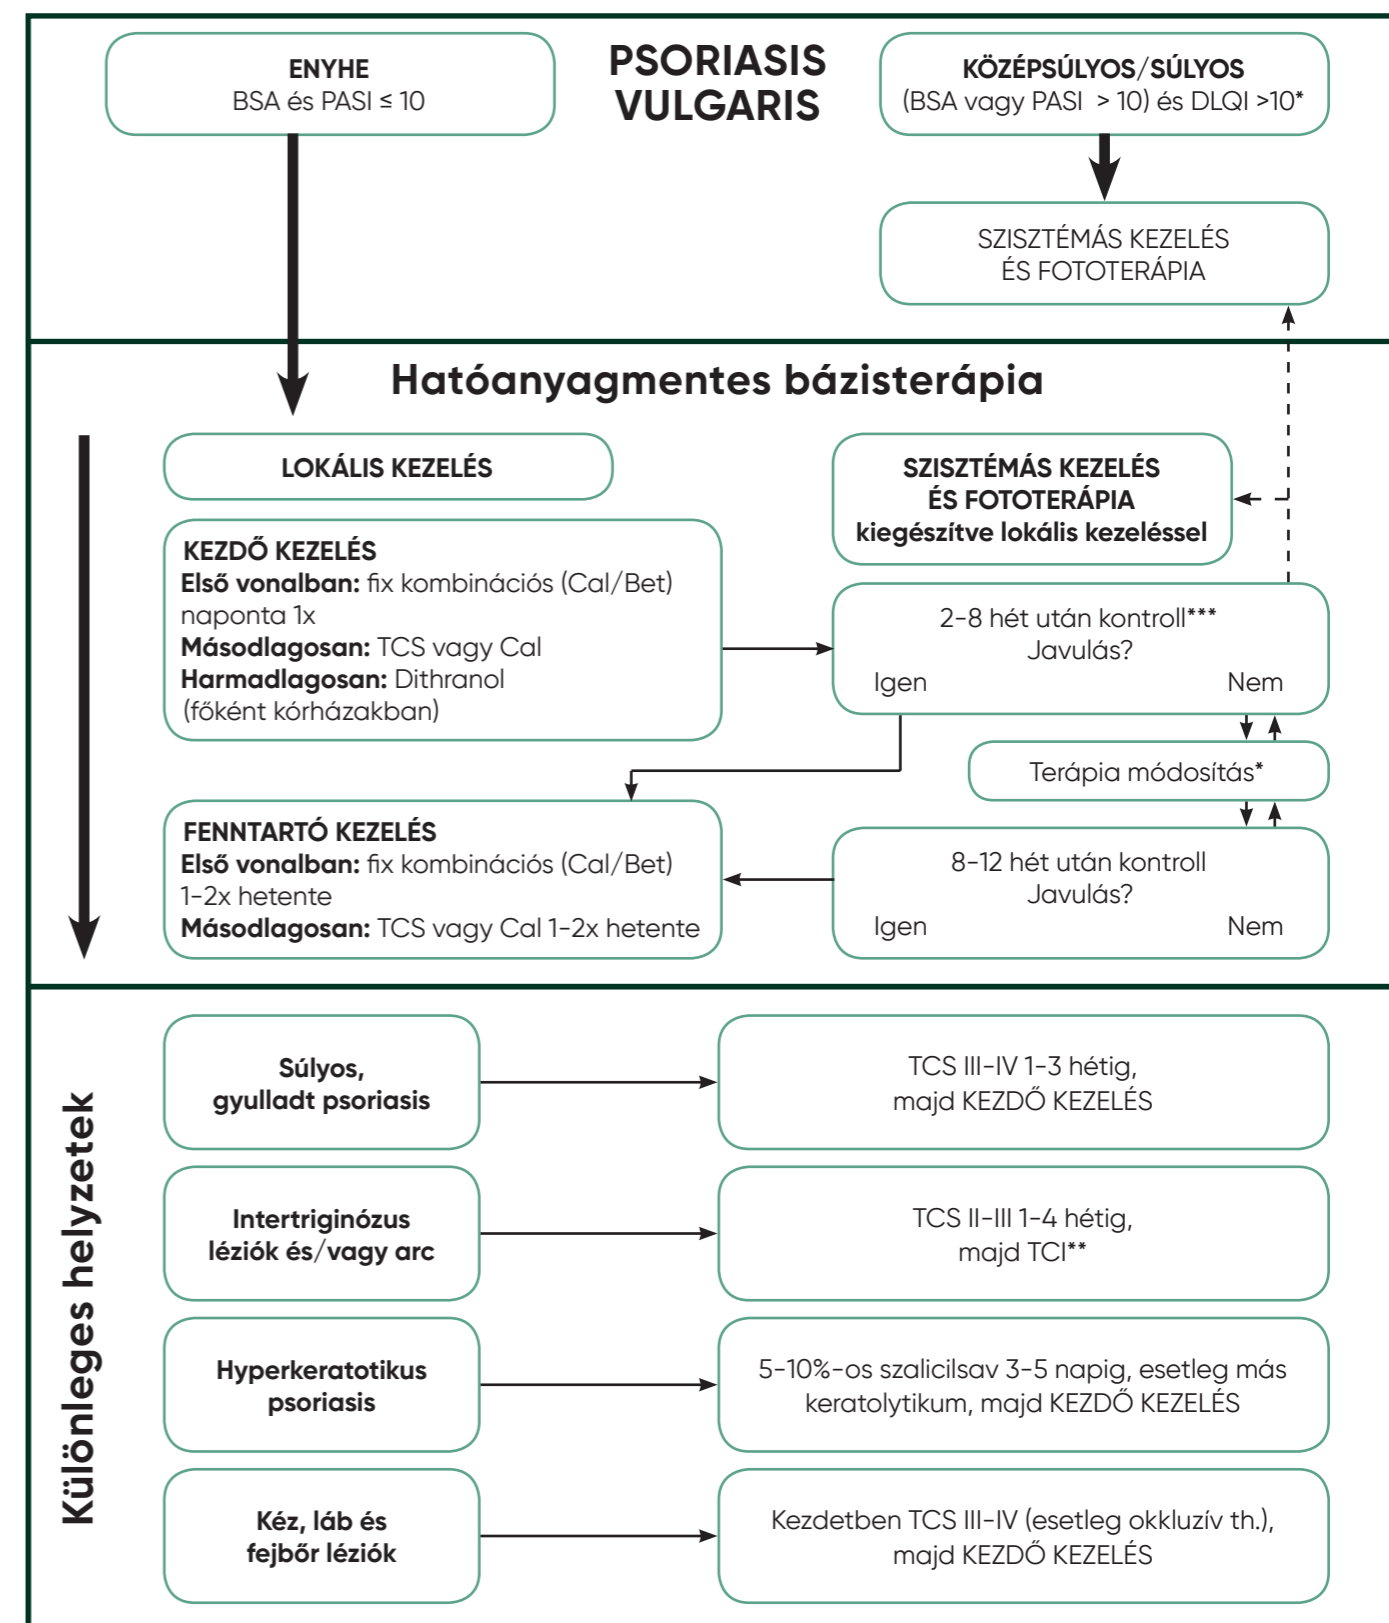 ENYHE
BSA és PASI ≤ 10
PSORIASIS
VULGARIS
KÖZÉPSÚLYOS/SÚLYOS
(BSA vagy PASI > 10) és DLQI >10*
SZISZTÉMÁS KEZELÉS
ÉS FOTOTERÁPIA
Hatóanyagmentes bázisterápia
LOKÁLIS KEZELÉS
SZISZTÉMÁS KEZELÉS
ÉS FOTOTERÁPIA
kiegészítve lokális kezeléssel
KEZDŐ KEZELÉS
Első vonalban: fix kombinációs (Cal/Bet)
naponta 1x
Másodlagosan: TCS vagy Cal
Harmadlagosan: Dithranol
(főként kórházakban)
2-8 hét után kontroll***
Javulás?
Igen Nem
Terápia módosítás*
FENNTARTÓ KEZELÉS
Első vonalban: fix kombinációs (Cal/Bet)
1-2x hetente
Másodlagosan: TCS vagy Cal 1-2x hetente
8-12 hét után kontroll
Javulás?
Igen Nem
Különleges helyzetek
Súlyos,
gyulladt psoriasis
TCS III-IV 1-3 hétig,
majd KEZDŐ KEZELÉS
Intertriginózus
léziók és/vagy arc
TCS II-III 1-4 hétig,
majd TCI**
Hyperkeratotikus
psoriasis
5-10%-os szalicilsav 3-5 napig, esetleg más
keratolytikum, majd KEZDŐ KEZELÉS
Kéz, láb és
fejbőr léziók
Kezdetben TCS III-IV (esetleg okkluzív th.),
majd KEZDŐ KEZELÉS